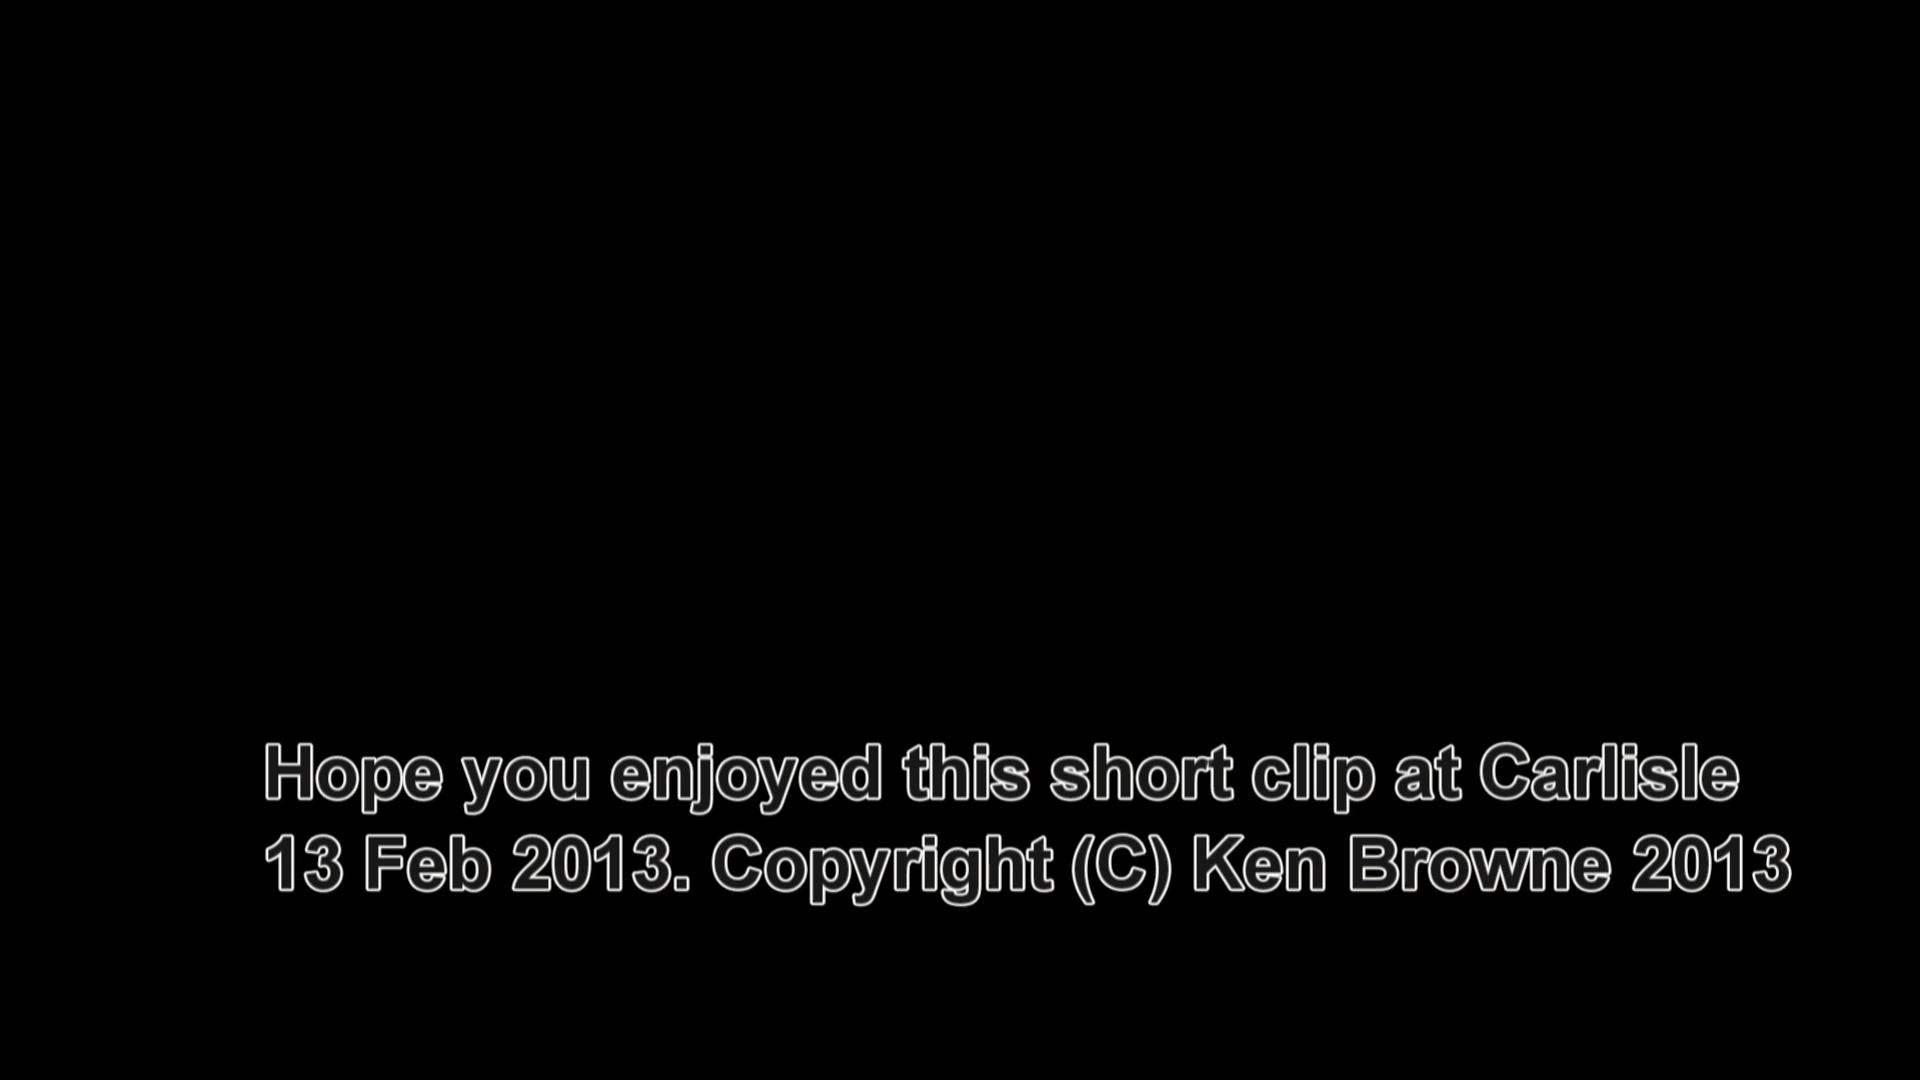 Hope you enjoyed this short clip at Carlisle
13 Feb 2013. Copyright (C) Ken Browne 2013